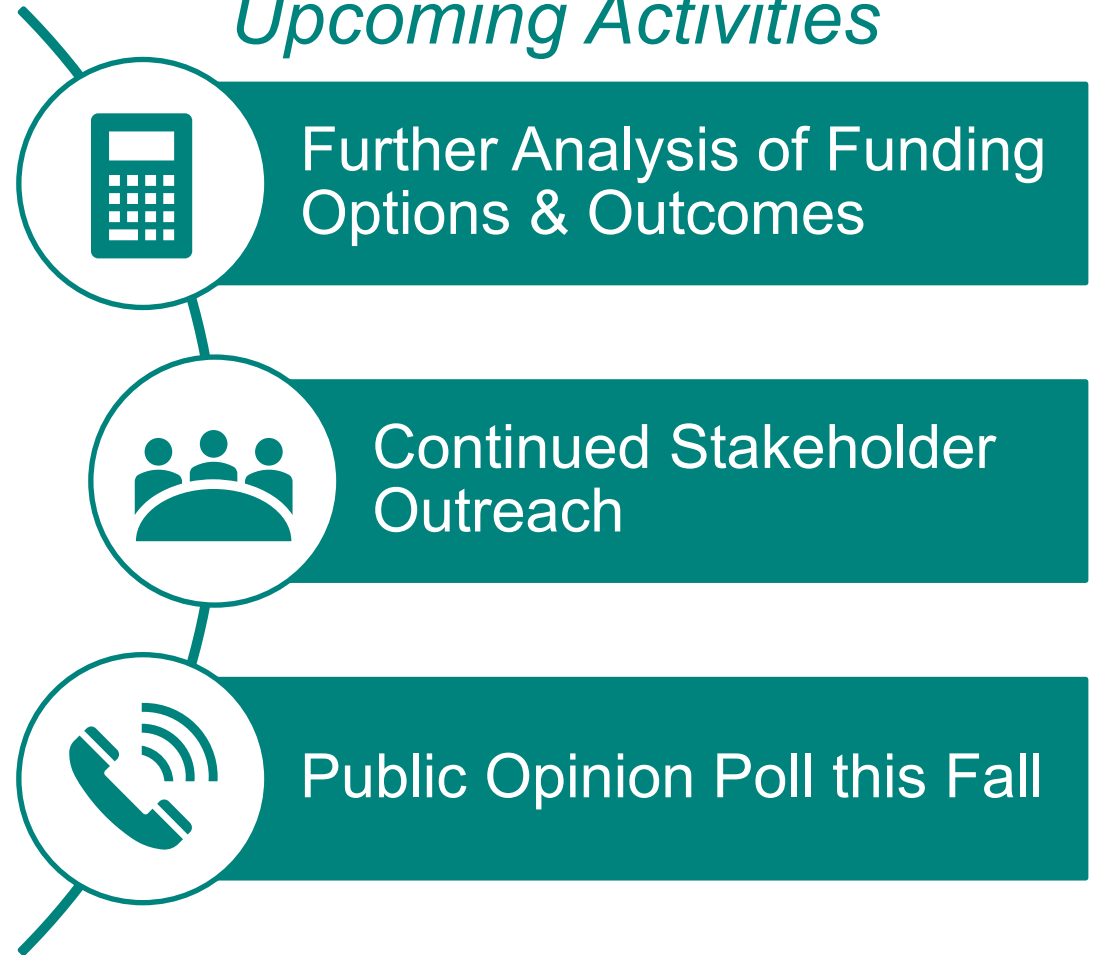 Upcoming Activities
Further Analysis of Funding
Options & Outcomes
Continued Stakeholder
Outreach
Public Opinion Poll this Fall